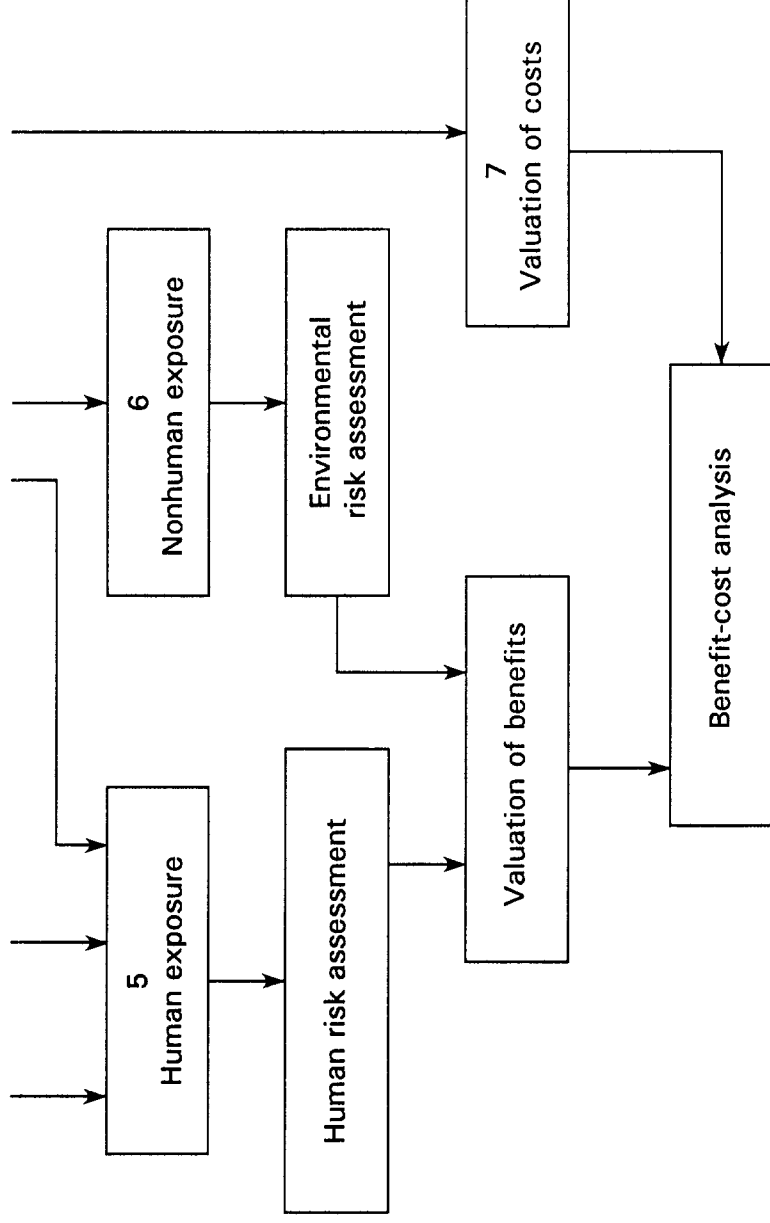 5
Human exposure
6
Nonhuman exposure
Human risk assessment
Environmental
risk assessment
Valuation of benefits
7
Valuation of costs
Benefit-cost analysis